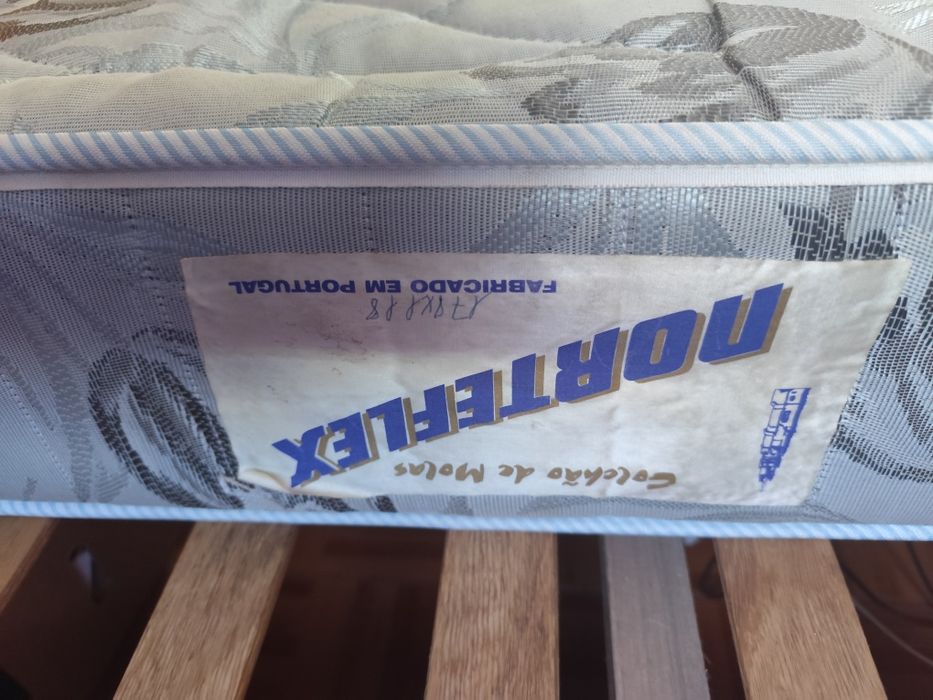 Colchão de Molas
NORTEFLEX
FABRICADO EM PORTUGAL